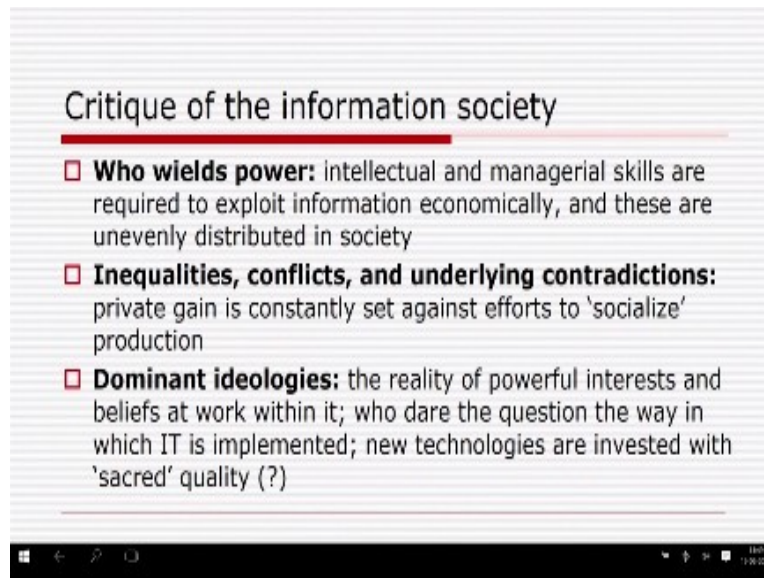 Critique of the information society
Who wields power: intellectual and managerial skills are
required to exploit information economically, and these are
unevenly distributed in society
Inequalities, conflicts, and underlying contradictions:
private gain is constantly set against efforts to ‘socialize’
production
Dominant ideologies: the reality of powerful interests and
beliefs at work within it; who dare the question the way in
which IT is implemented; new technologies are invested with
‘sacred’ quality (?)